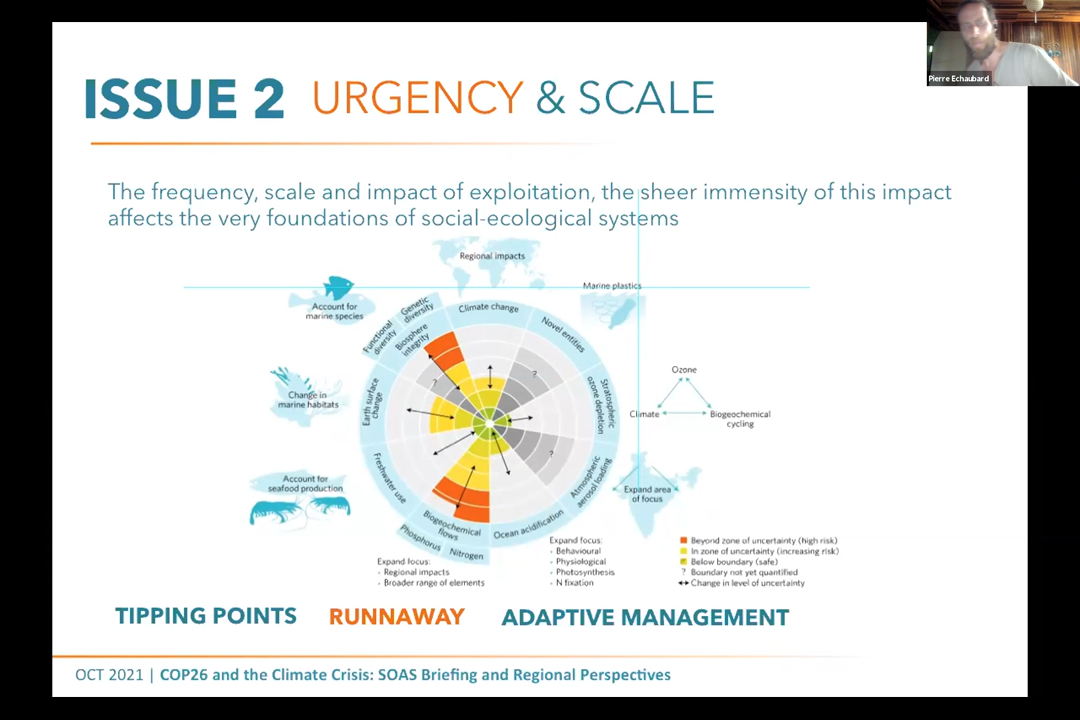 Pierre Echaubard
ISSUE 2 URGENCY & SCALE
The frequency, scale and impact of exploitation, the sheer immensity of this impact
affects the very foundations of social-ecological systems
Regional impacts
Marine plastics
Account for
marine species
Genetic
diversity
Functional
diversity
Biosphere
integrity
Climate change
Novel entities
Stratospheric
ozone depletion
Atmospheric
aerosol loading
Ocean acidification
Biogeochemical
flows
Phosphorus
Nitrogen
Freshwater use
Earth surface
change
?
?
?
Change in
marine habitats
Account for
seafood production
Ozone
Climate
Biogeochemical
cycling
Expand area
of focus
Expand focus:
- Regional impacts
- Broader range of elements
Expand focus:
- Behavioural
- Physiological
- Photosynthesis
- N fixation
Beyond zone of uncertainty (high risk)
In zone of uncertainty (increasing risk)
Below boundary (safe)
? Boundary not yet quantified
Change in level of uncertainty
TIPPING POINTS RUNNAWAY ADAPTIVE MANAGEMENT
OCT 2021 | COP26 and the Climate Crisis: SOAS Briefing and Regional Perspectives